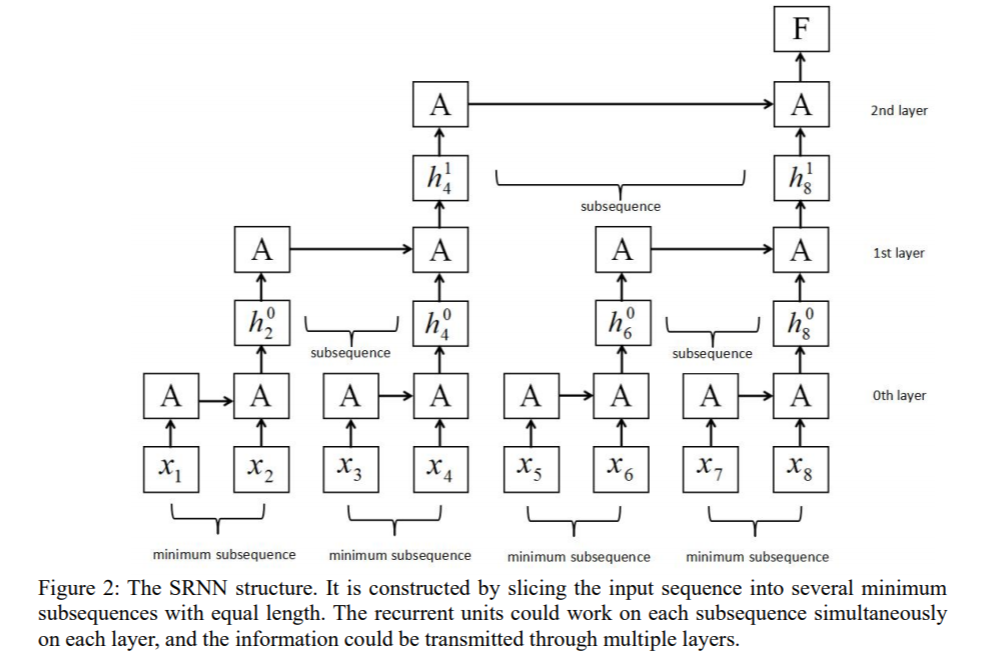 F
A A 2nd layer
h_4^1 h_8^1
subsequence
A A A A 1st layer
h_2^0 h_4^0 h_6^0 h_8^0
subsequence subsequence
A A A A A A A A 0th layer
x_1 x_2 x_3 x_4 x_5 x_6 x_7 x_8
minimum subsequence minimum subsequence minimum subsequence minimum subsequence
Figure 2: The SRNN structure. It is constructed by slicing the input sequence into several minimum
subsequences with equal length. The recurrent units could work on each subsequence simultaneously
on each layer, and the information could be transmitted through multiple layers.